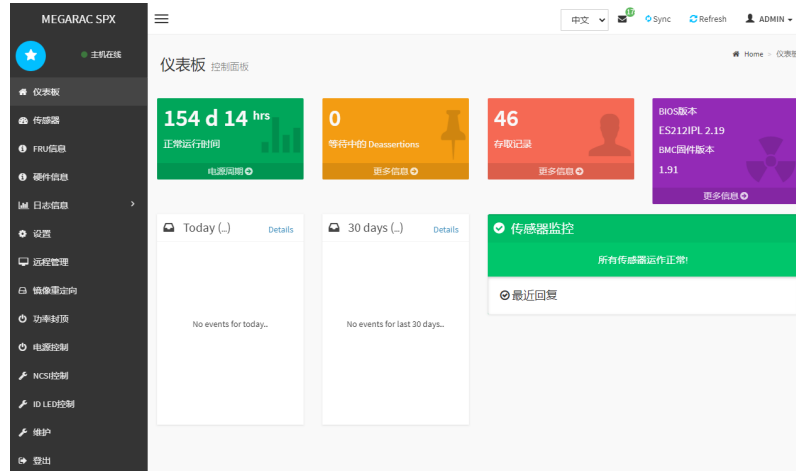 MEGARAC SPX
中文
17
Sync
Refresh
ADMIN
主机在线
仪表板 控制面板
Home
仪表板
仪表板
传感器
FRU信息
硬件信息
日志信息
设置
远程管理
镜像重定向
功率封顶
电源控制
NCSI控制
ID LED控制
维护
登出
154 d 14 hrs
正常运行时间
电源周期
0
等待中的 Deassertions
更多信息
46
存取记录
更多信息
BIOS版本
ES212IPL 2.19
BMC固件版本
1.91
更多信息
Today (...)
Details
No events for today...
30 days (...)
Details
No events for last 30 days...
传感器监控
所有传感器运作正常!
最近回复